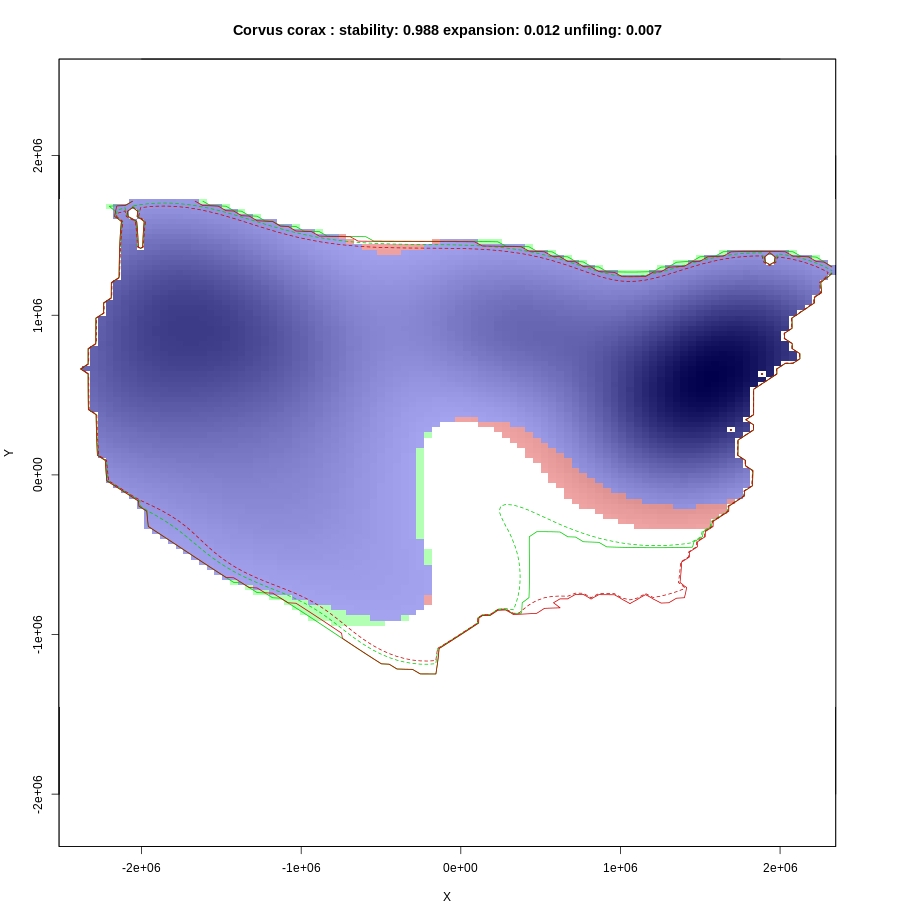 Corvus corax : stability: 0.988 expansion: 0.012 unfiling: 0.007
2e+06
1e+06
0e+00
-1e+06
-2e+06
Y
-2e+06 -1e+06 0e+00 1e+06 2e+06
X